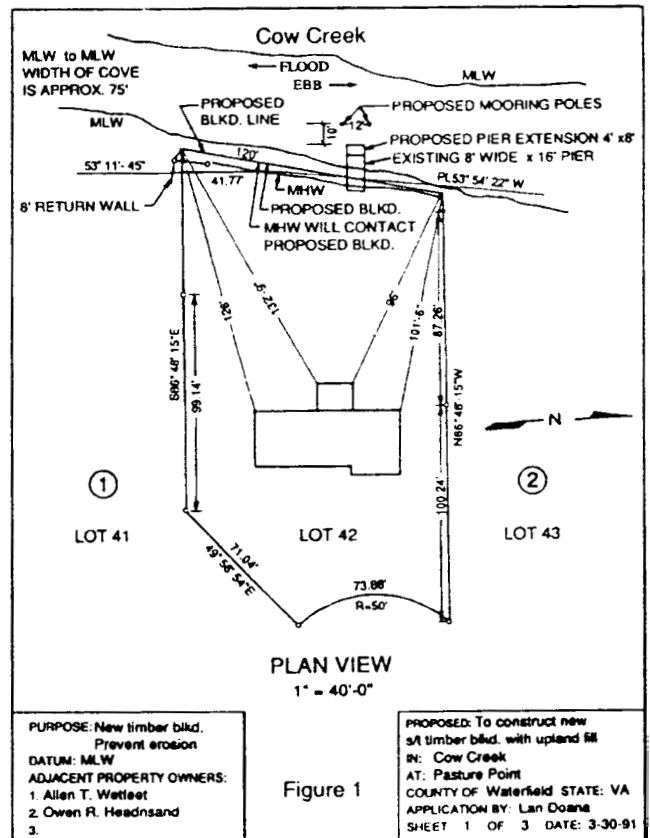 Cow Creek
MLW to MLW
WIDTH OF COVE
IS APPROX. 75'
FLOOD
EBB
MLW
MLW
PROPOSED
BLKD. LINE
PROPOSED MOORING POLES
12'
10'
PROPOSED PIER EXTENSION 4' x8'
EXISTING 8' WIDE x 16" PIER
120'
53° 11'- 45"
41.77'
MHW
PL53° 54' 22" W
8' RETURN WALL
PROPOSED BLKD.
MHW WILL CONTACT
PROPOSED BLKD.
128'
132'-9"
96'
101'-6"
87.26'
S86° 48' 15"E
99.14'
N86°48'-15"W
100.24'
N
1
LOT 41
LOT 42
2
LOT 43
71.04'
49° 58' 54"E
73.88'
R=50'
PLAN VIEW
1" = 40'-0"
PURPOSE: New timber blkd.
Prevent erosion
DATUM: MLW
ADJACENT PROPERTY OWNERS:
1. Allen T. Wetfeet
2. Owen R. Headnsand
3.
Figure 1
PROPOSED: To construct new
s/t timber blkd. with upland fill
IN: Cow Creek
AT: Pasture Point
COUNTY OF Waterfield STATE: VA
APPLICATION BY: Lan Doane
SHEET 1 OF 3 DATE: 3-30-91